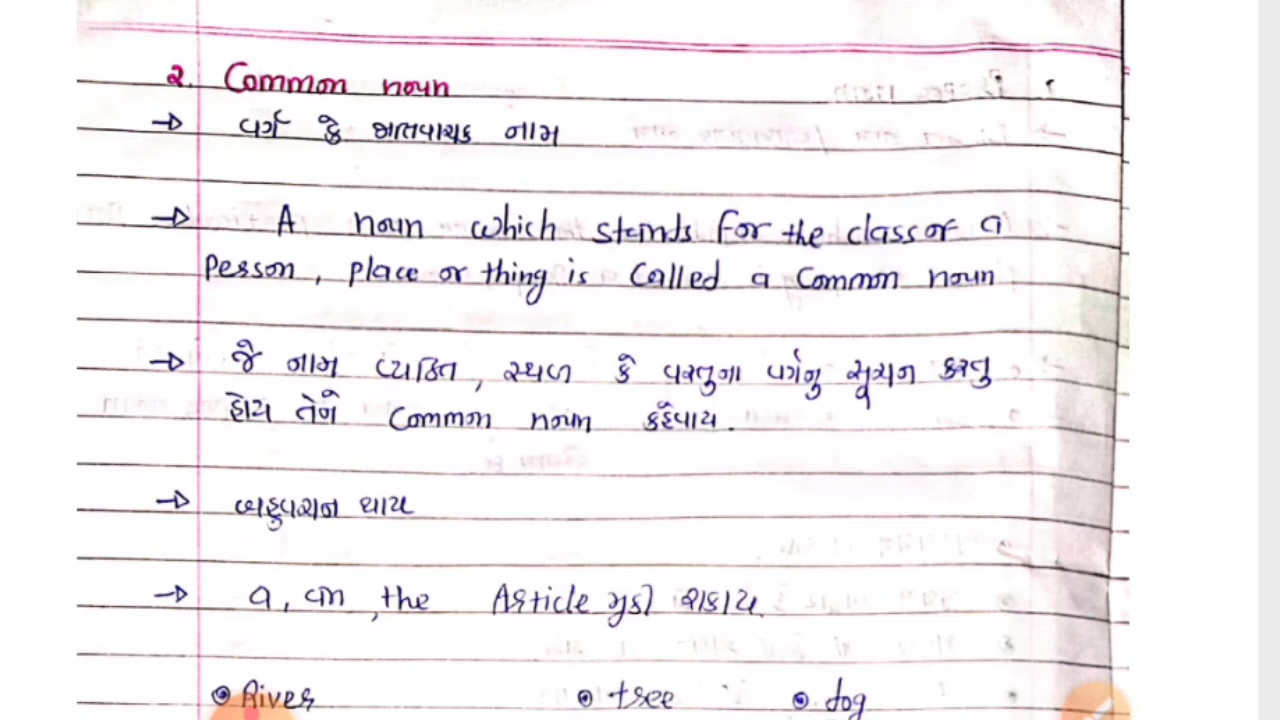 ૨. Common noun
→ વર્ગ કે જાતવાચક નામ
→ A noun which stands for the class of a
Person, place or thing is called a Common noun
→ જે નામ વ્યક્તિ, સ્થળ કે વસ્તુના વર્ગનુ સૂચન કરતુ
હોય તેને Common noun કહેવાય.
→ બહુવચન થાય
→ a, an, the Article મુકી શકાય.
• River • tree • dog